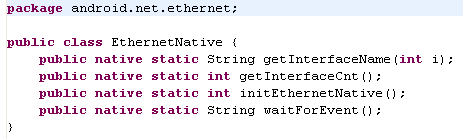 package android.net.ethernet;
public class EthernetNative {
public native static String getInterfaceName(int i);
public native static int getInterfaceCnt();
public native static int initEthernetNative();
public native static String waitForEvent();
}